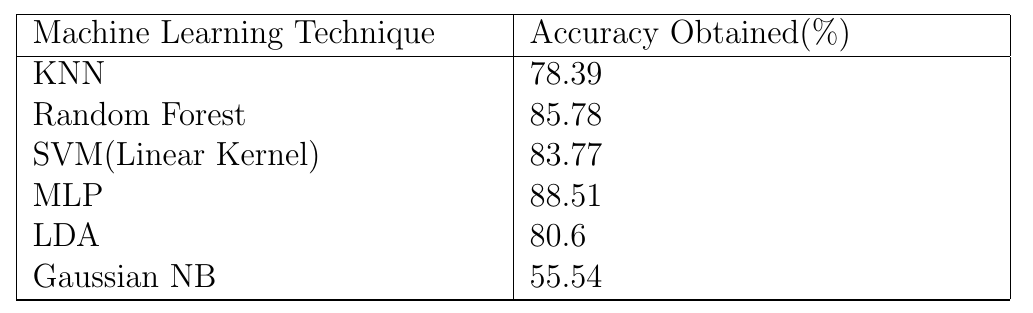 Machine Learning Technique Accuracy Obtained(%)
KNN 78.39
Random Forest 85.78
SVM(Linear Kernel) 83.77
MLP 88.51
LDA 80.6
Gaussian NB 55.54